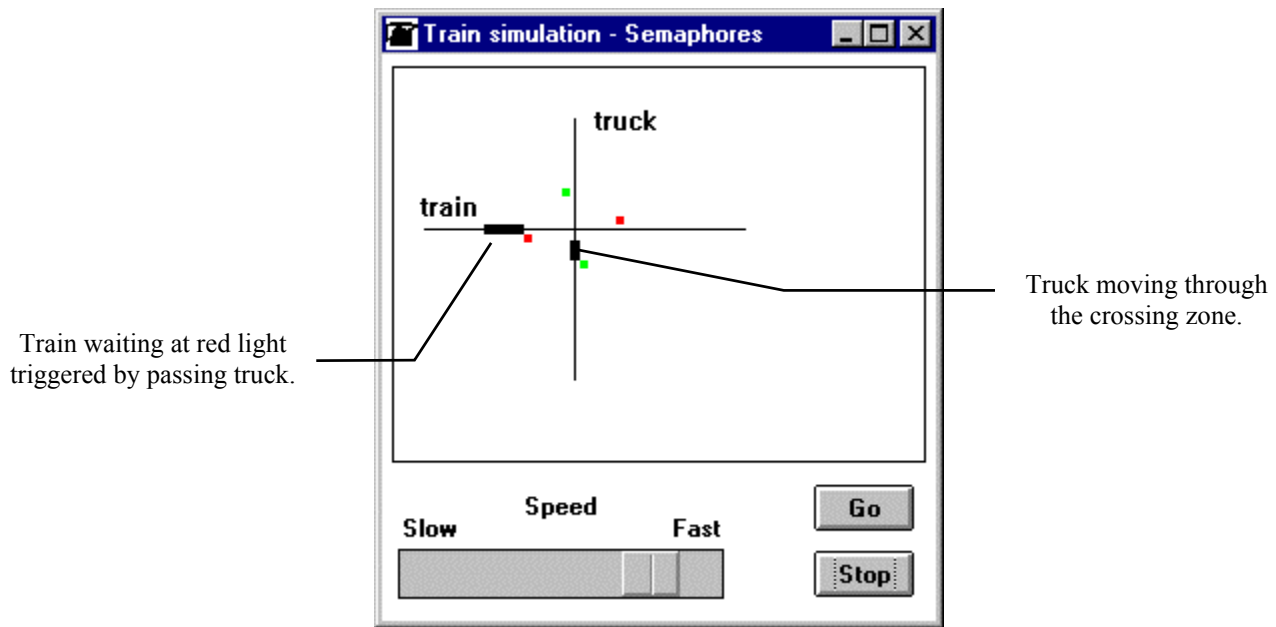 Train simulation - Semaphores
truck
train
Truck moving through
the crossing zone.
Train waiting at red light
triggered by passing truck.
Speed
Slow
Fast
Go
Stop